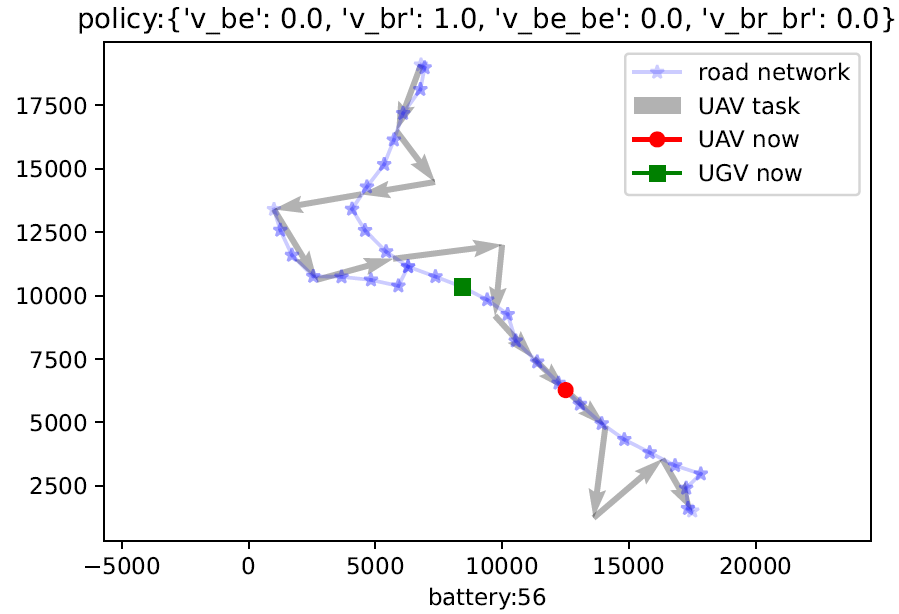 policy:{'v_be': 0.0, 'v_br': 1.0, 'v_be_be': 0.0, 'v_br_br': 0.0}
road network
UAV task
UAV now
UGV now
17500
15000
12500
10000
7500
5000
2500
−5000
0
5000
10000
15000
20000
battery:56